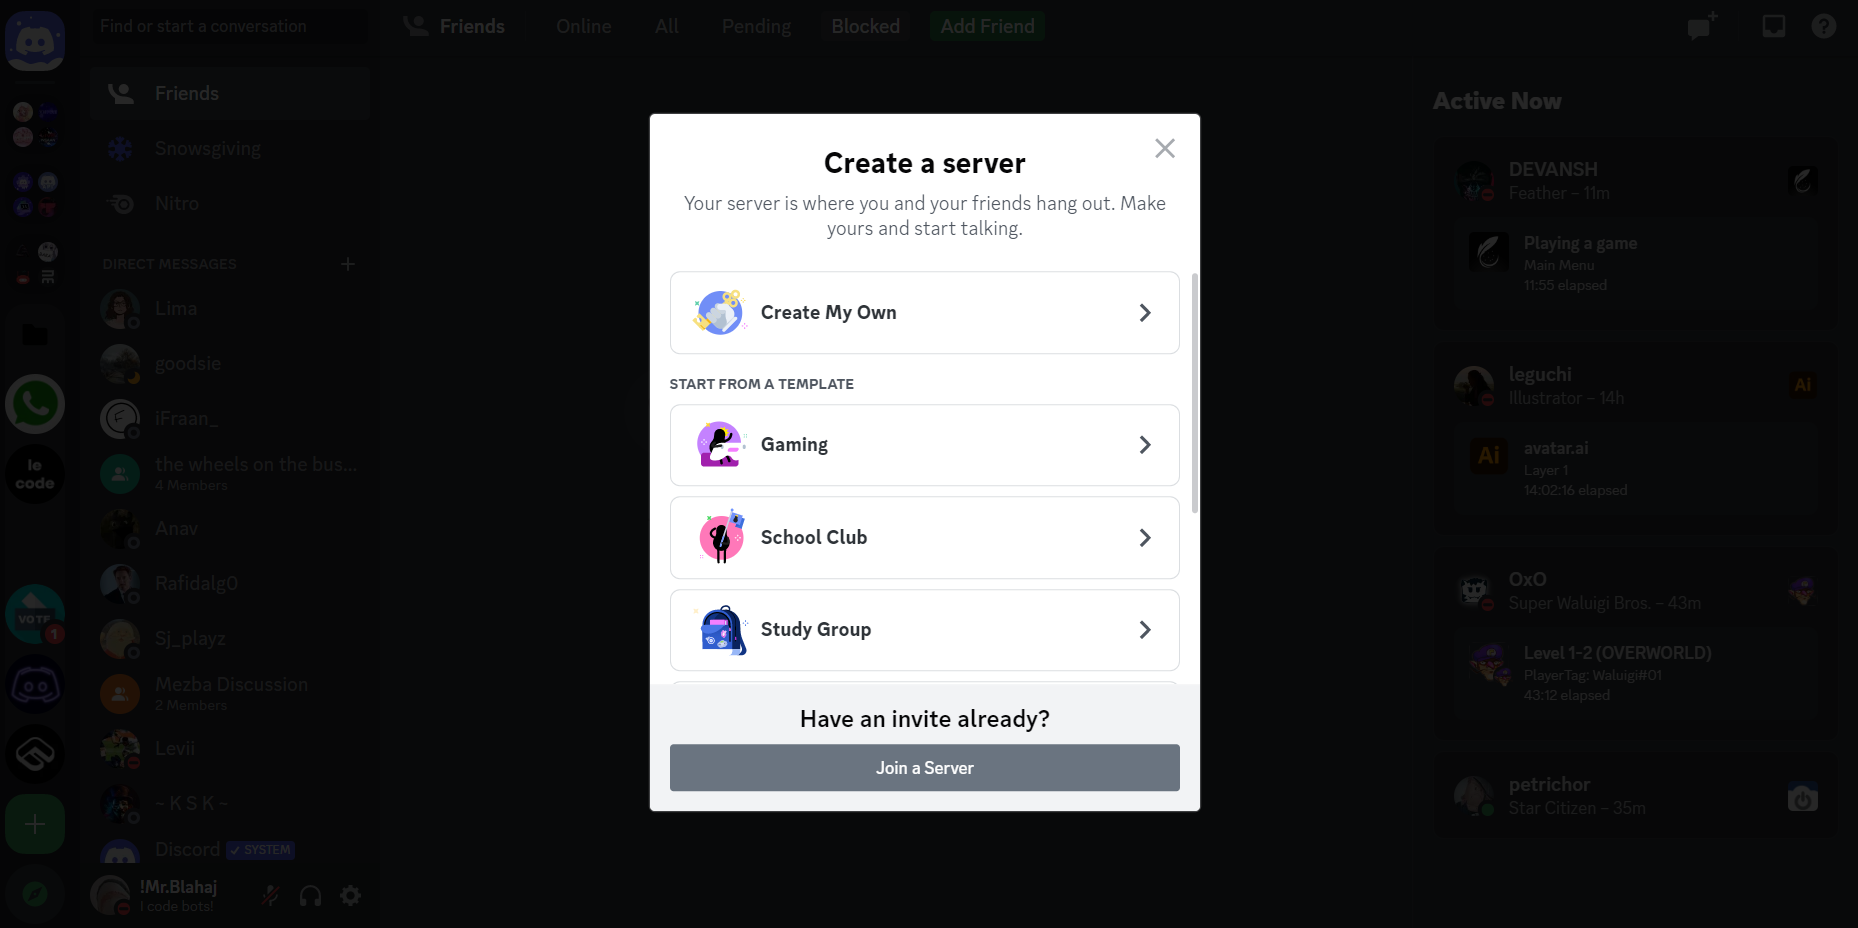 Find or start a conversation
Friends
Snowsgiving
Nitro
DIRECT MESSAGES
Lima
goodsie
iFraan_
the wheels on the bus...
4 Members
Anav
Rafidalg0
Sj_playz
Mezba Discussion
2 Members
Levii
~ K S K ~
Discord
SYSTEM
!Mr.Blahaj
I code bots!
le
code
VOTE
1
Friends
Online
All
Pending
Blocked
Add Friend
Create a server
Your server is where you and your friends hang out. Make
yours and start talking.
Create My Own
START FROM A TEMPLATE
Gaming
School Club
Study Group
Have an invite already?
Join a Server
Active Now
DEVANSH
Feather – 11m
Playing a game
Main Menu
11:55 elapsed
leguchi
Illustrator – 14h
Ai
Ai
avatar.ai
Layer 1
14:02:16 elapsed
OxO
Super Waluigi Bros. – 43m
Level 1-2 (OVERWORLD)
PlayerTag: Waluigi#01
43:12 elapsed
petrichor
Star Citizen – 35m